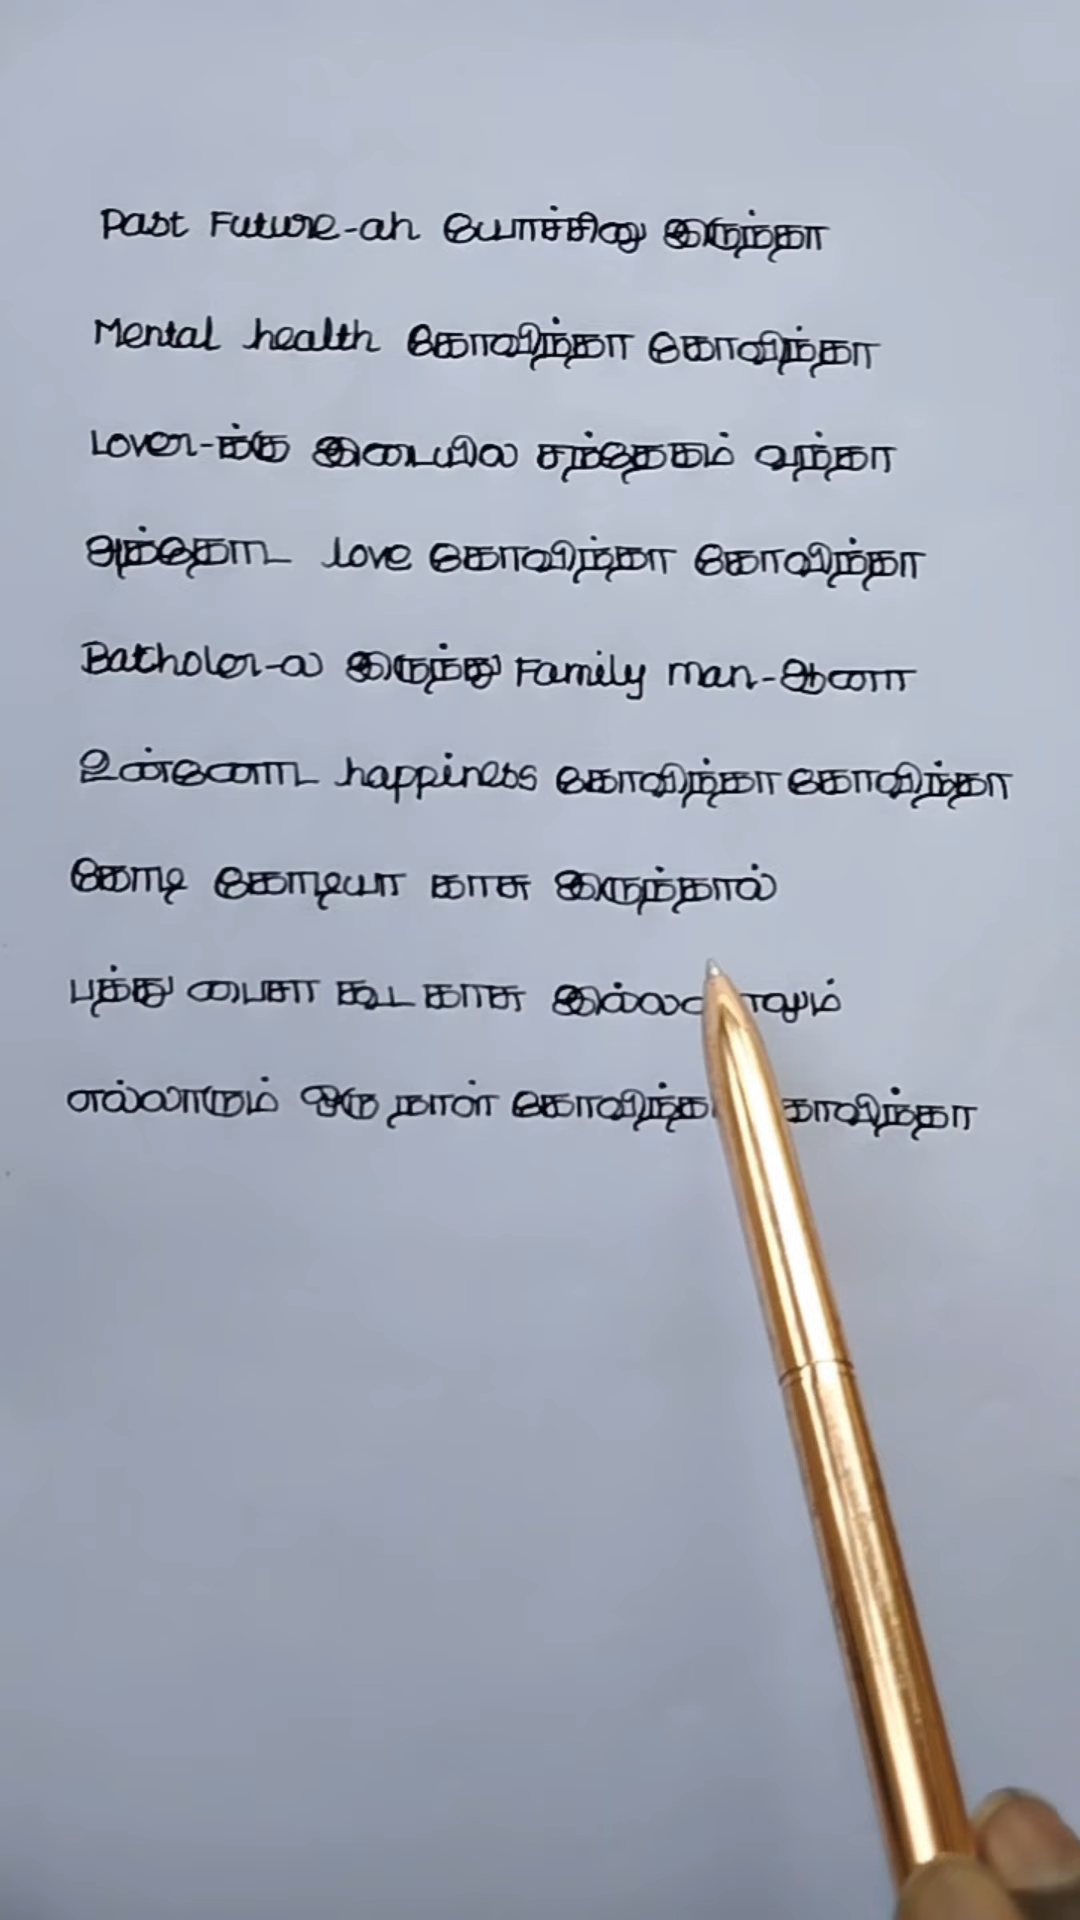 Past Future-ah யோச்சினு இருந்தா
Mental health கோவிந்தா கோவிந்தா
Lover-க்கு இடையில சந்தேகம் வந்தா
அந்தோட love கோவிந்தா கோவிந்தா
Batcholer-ல இருந்து Family man-ஆனா
உன்னோட happiness கோவிந்தா கோவிந்தா
கோடி கோடியா காசு இருந்தால்
பத்து பைசா கூட காசு
எல்லாரும் ஒரு நாள்